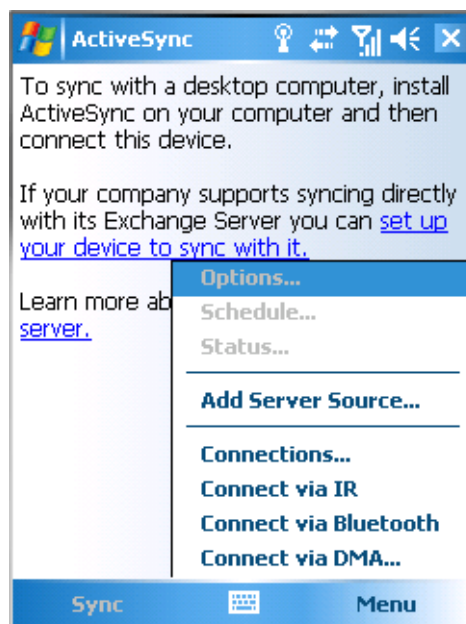 ActiveSync
To sync with a desktop computer, install
ActiveSync on your computer and then
connect this device.
If your company supports syncing directly
with its Exchange Server you can set up
your device to sync with it.
Learn more ab
server.
Options...
Schedule...
Status...
Add Server Source...
Connections...
Connect via IR
Connect via Bluetooth
Connect via DMA...
Sync
Menu